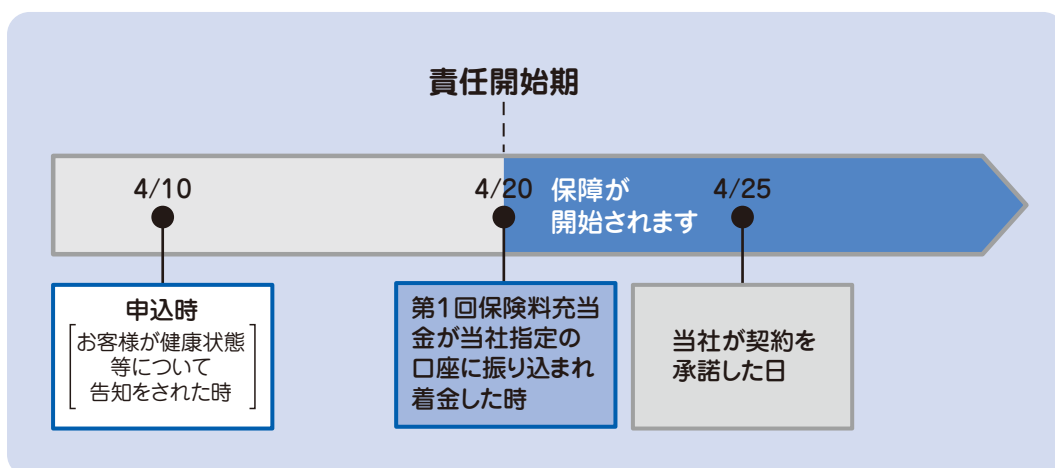 責任開始期
4/10
4/20
保障が
開始されます
4/25
申込時
お客様が健康状態
等について
告知をされた時
第1回保険料充当
金が当社指定の
口座に振り込まれ
着金した時
当社が契約を
承諾した日